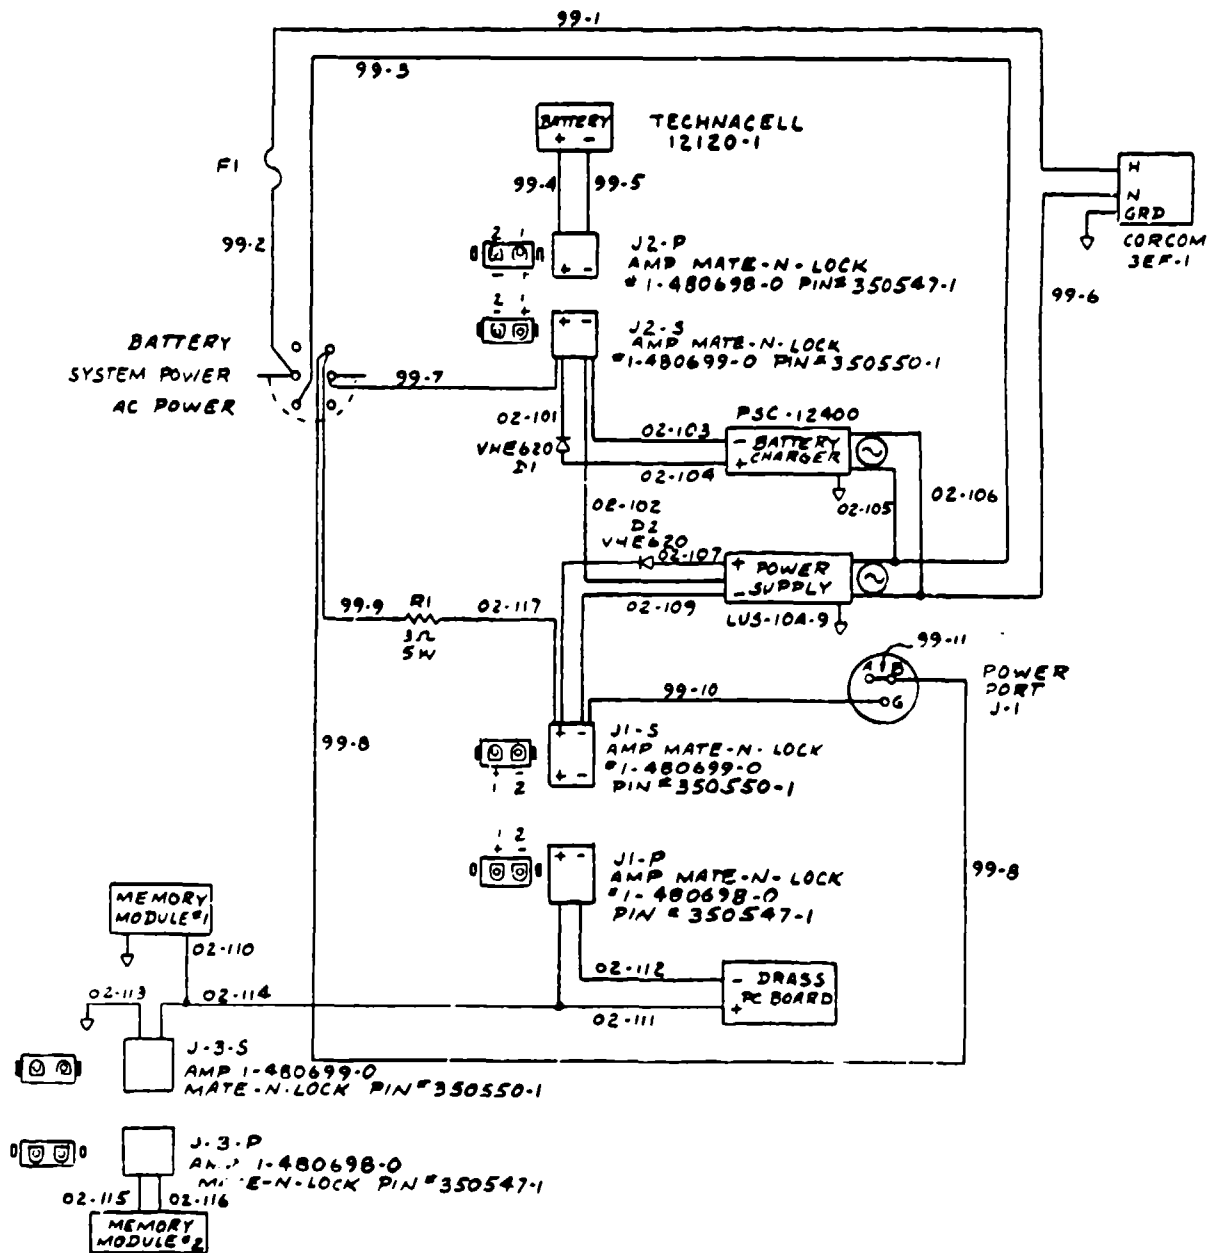 99-1
99-3
BATTERY
+ -
TECHNACELL
12120-1
F1
99-4
99-5
H
N
GRD
CORCOM
3EF-1
99-2
2 1
- +
+ -
J2-P
AMP MATE-N-LOCK
#1-480698-0 PIN# 350547-1
99-6
2 1
- +
+ -
J2-S
AMP MATE-N-LOCK
#1-480699-0 PIN# 350550-1
BATTERY
SYSTEM POWER
AC POWER
99-7
02-101
VHE620
D1
02-103
02-104
PSC-12400
- BATTERY
+ CHARGER
02-105
02-106
02-102
D2
VHE620
02-107
+ POWER
- SUPPLY
LUS-10A-9
02-109
99-9
R1
3Ω
5W
02-117
99-11
A B
G
POWER
PORT
J-1
99-10
99-8
+ -
+ -
+ -
1 2
J1-S
AMP MATE-N-LOCK
#1-480699-0
PIN # 350550-1
1 2
+ -
+ -
J1-P
AMP MATE-N-LOCK
#1-480698-0
PIN # 350547-1
99-8
MEMORY
MODULE #1
02-110
02-113
02-114
02-112
02-111
- DRASS
PC BOARD
+
J-3-S
AMP 1-480699-0
MATE-N-LOCK PIN # 350550-1
J-3-P
1-480698-0
E-N-LOCK PIN # 350547-1
02-115
02-116
MEMORY
MODULE #2